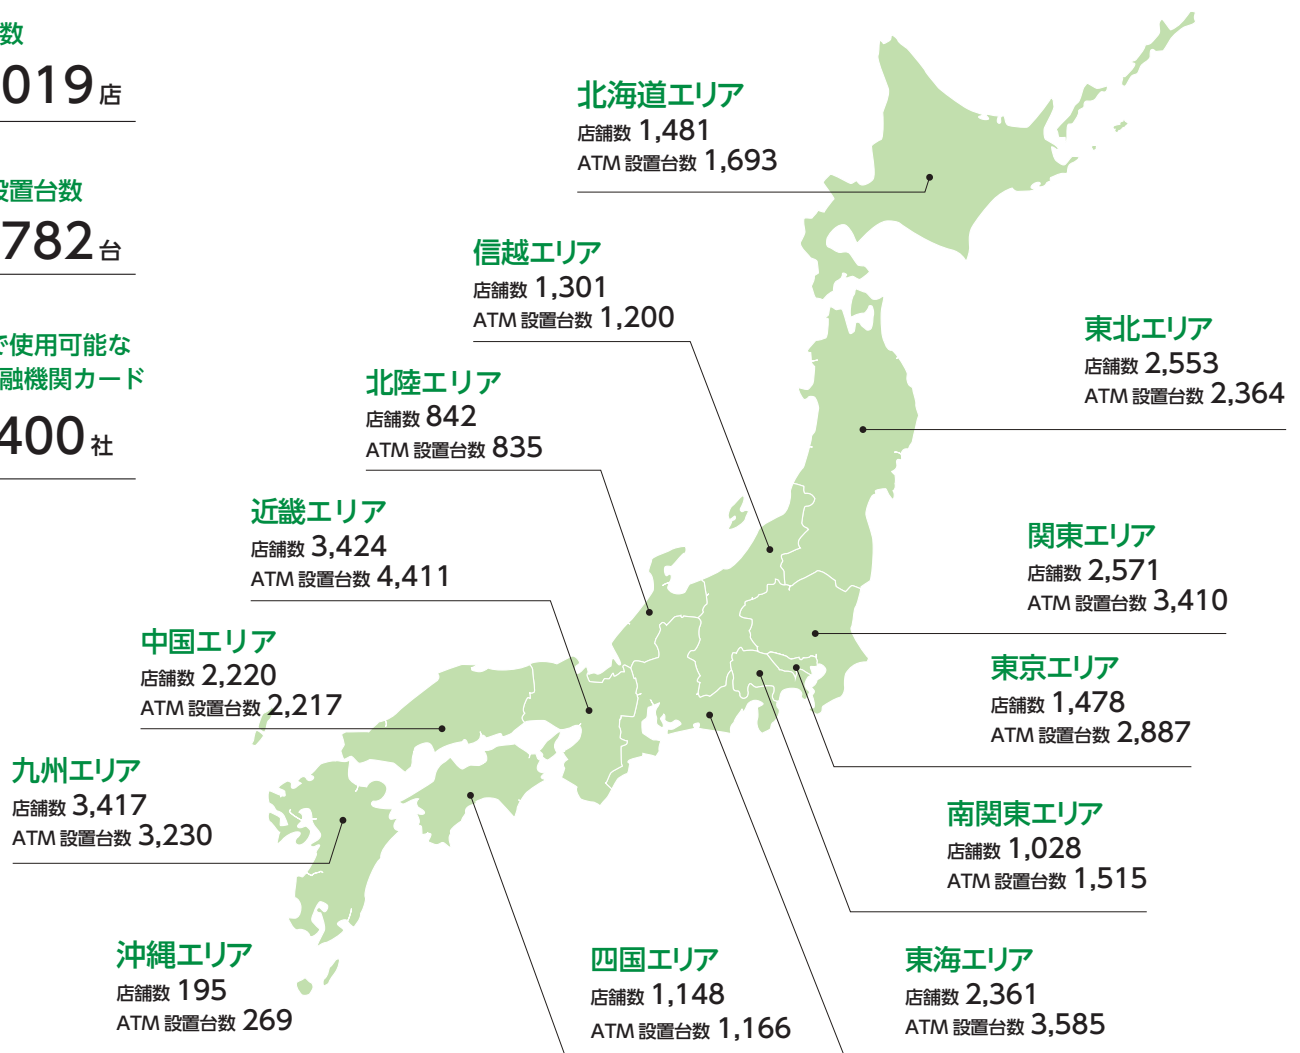 数
019店
設置台数
782台
で使用可能な
融機関カード
400社
北海道エリア
店舗数 1,481
ATM 設置台数 1,693
信越エリア
店舗数 1,301
ATM 設置台数 1,200
東北エリア
店舗数 2,553
ATM 設置台数 2,364
北陸エリア
店舗数 842
ATM 設置台数 835
近畿エリア
店舗数 3,424
ATM 設置台数 4,411
関東エリア
店舗数 2,571
ATM 設置台数 3,410
中国エリア
店舗数 2,220
ATM 設置台数 2,217
東京エリア
店舗数 1,478
ATM 設置台数 2,887
九州エリア
店舗数 3,417
ATM 設置台数 3,230
南関東エリア
店舗数 1,028
ATM 設置台数 1,515
沖縄エリア
店舗数 195
ATM 設置台数 269
四国エリア
店舗数 1,148
ATM 設置台数 1,166
東海エリア
店舗数 2,361
ATM 設置台数 3,585